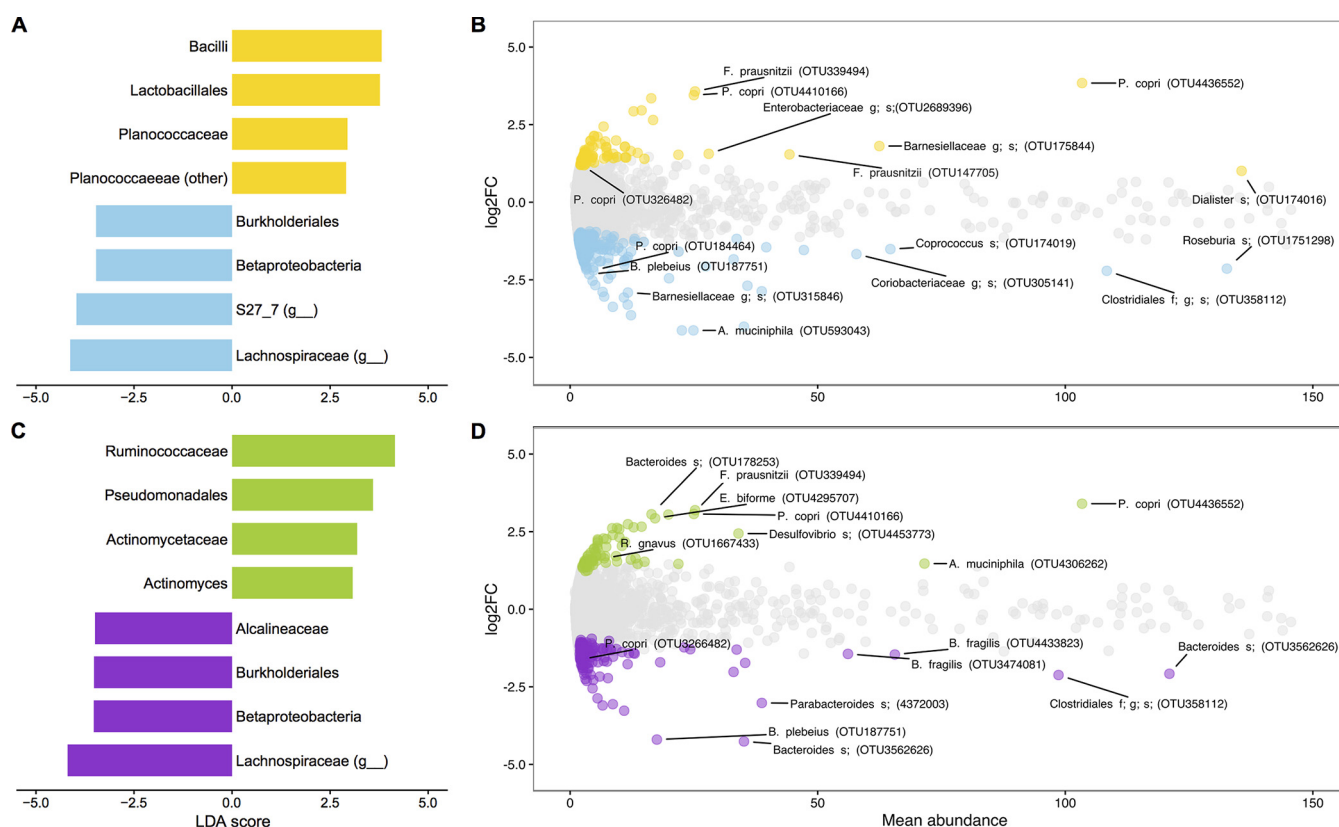 A
Bacilli
Lactobacillales
Planococcaceae
Planococcaeeae (other)
Burkholderiales
Betaproteobacteria
S27_7 (g__)
Lachnospiraceae (g__)
-5.0 -2.5 0.0 2.5 5.0
B
log2FC
5.0
2.5
0.0
-2.5
-5.0
F. prausnitzii (OTU339494)
P. copri (OTU4410166)
P. copri (OTU4436552)
Enterobacteriaceae g; s;(OTU2689396)
Barnesiellaceae g; s; (OTU175844)
F. prausnitzii (OTU147705)
P. copri (OTU326482)
Dialister s; (OTU174016)
P. copri (OTU184464)
Coprococcus s; (OTU174019)
Roseburia s; (OTU1751298)
B. plebeius (OTU187751)
Coriobacteriaceae g; s; (OTU305141)
Barnesiellaceae g; s; (OTU315846)
Clostridiales f; g; s; (OTU358112)
A. muciniphila (OTU593043)
0 50 100 150
C
Ruminococcaceae
Pseudomonadales
Actinomycetaceae
Actinomyces
Alcalineaceae
Burkholderiales
Betaproteobacteria
Lachnospiraceae (g__)
-5.0 -2.5 0.0 2.5 5.0
LDA score
D
log2FC
5.0
2.5
0.0
-2.5
-5.0
Bacteroides s; (OTU178253)
F. prausnitzii (OTU339494)
E. biforme (OTU4295707)
P. copri (OTU4436552)
P. copri (OTU4410166)
Desulfovibrio s; (OTU4453773)
R. gnavus (OTU1667433)
A. muciniphila (OTU4306262)
P. copri (OTU3266482)
B. fragilis (OTU4433823)
Bacteroides s; (OTU3562626)
B. fragilis (OTU3474081)
Parabacteroides s; (4372003)
Clostridiales f; g; s; (OTU358112)
B. plebeius (OTU187751)
Bacteroides s; (OTU3562626)
0 50 100 150
Mean abundance